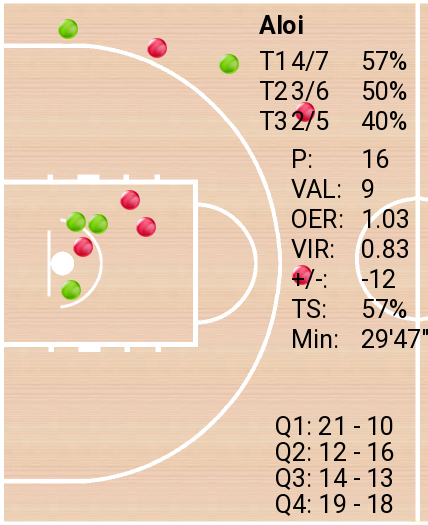 Aloi
T1 4/7 57%
T2 3/6 50%
T3 2/5 40%
P: 16
VAL: 9
OER: 1.03
VIR: 0.83
+/-: -12
TS: 57%
Min: 29'47"
Q1: 21 - 10
Q2: 12 - 16
Q3: 14 - 13
Q4: 19 - 18